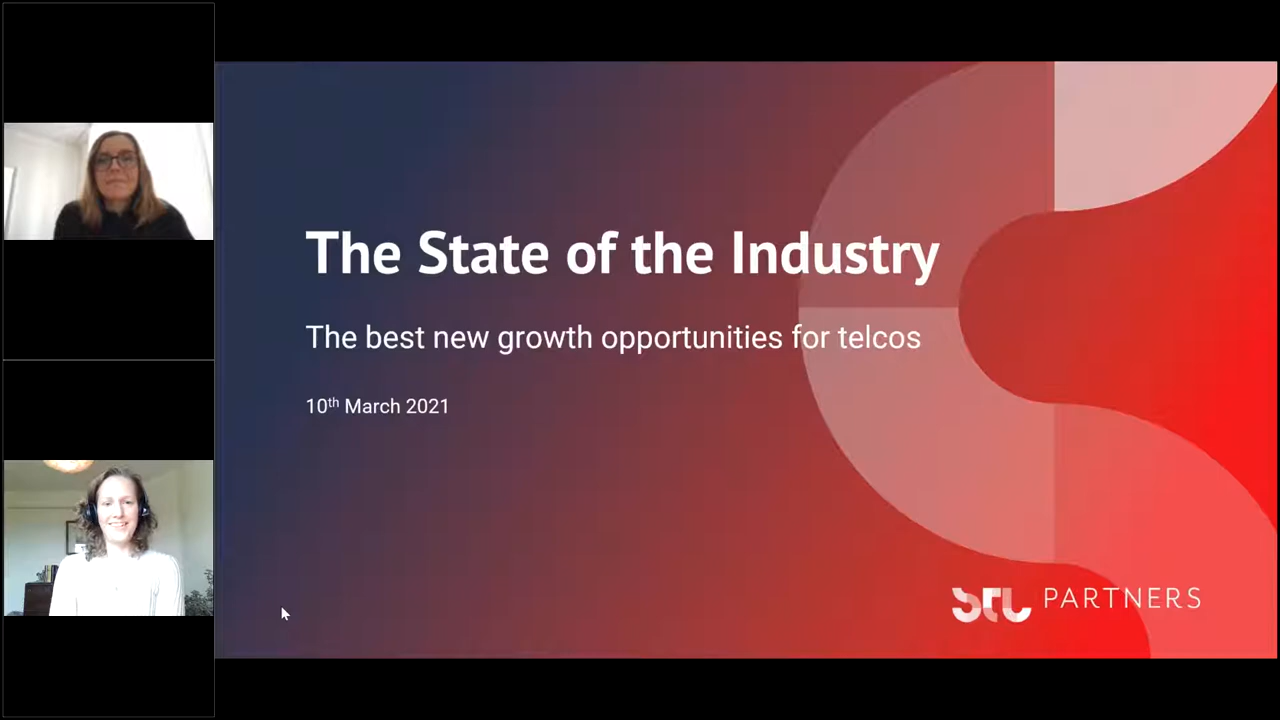 The State of the Industry
The best new growth opportunities for telcos
10th March 2021
STL PARTNERS